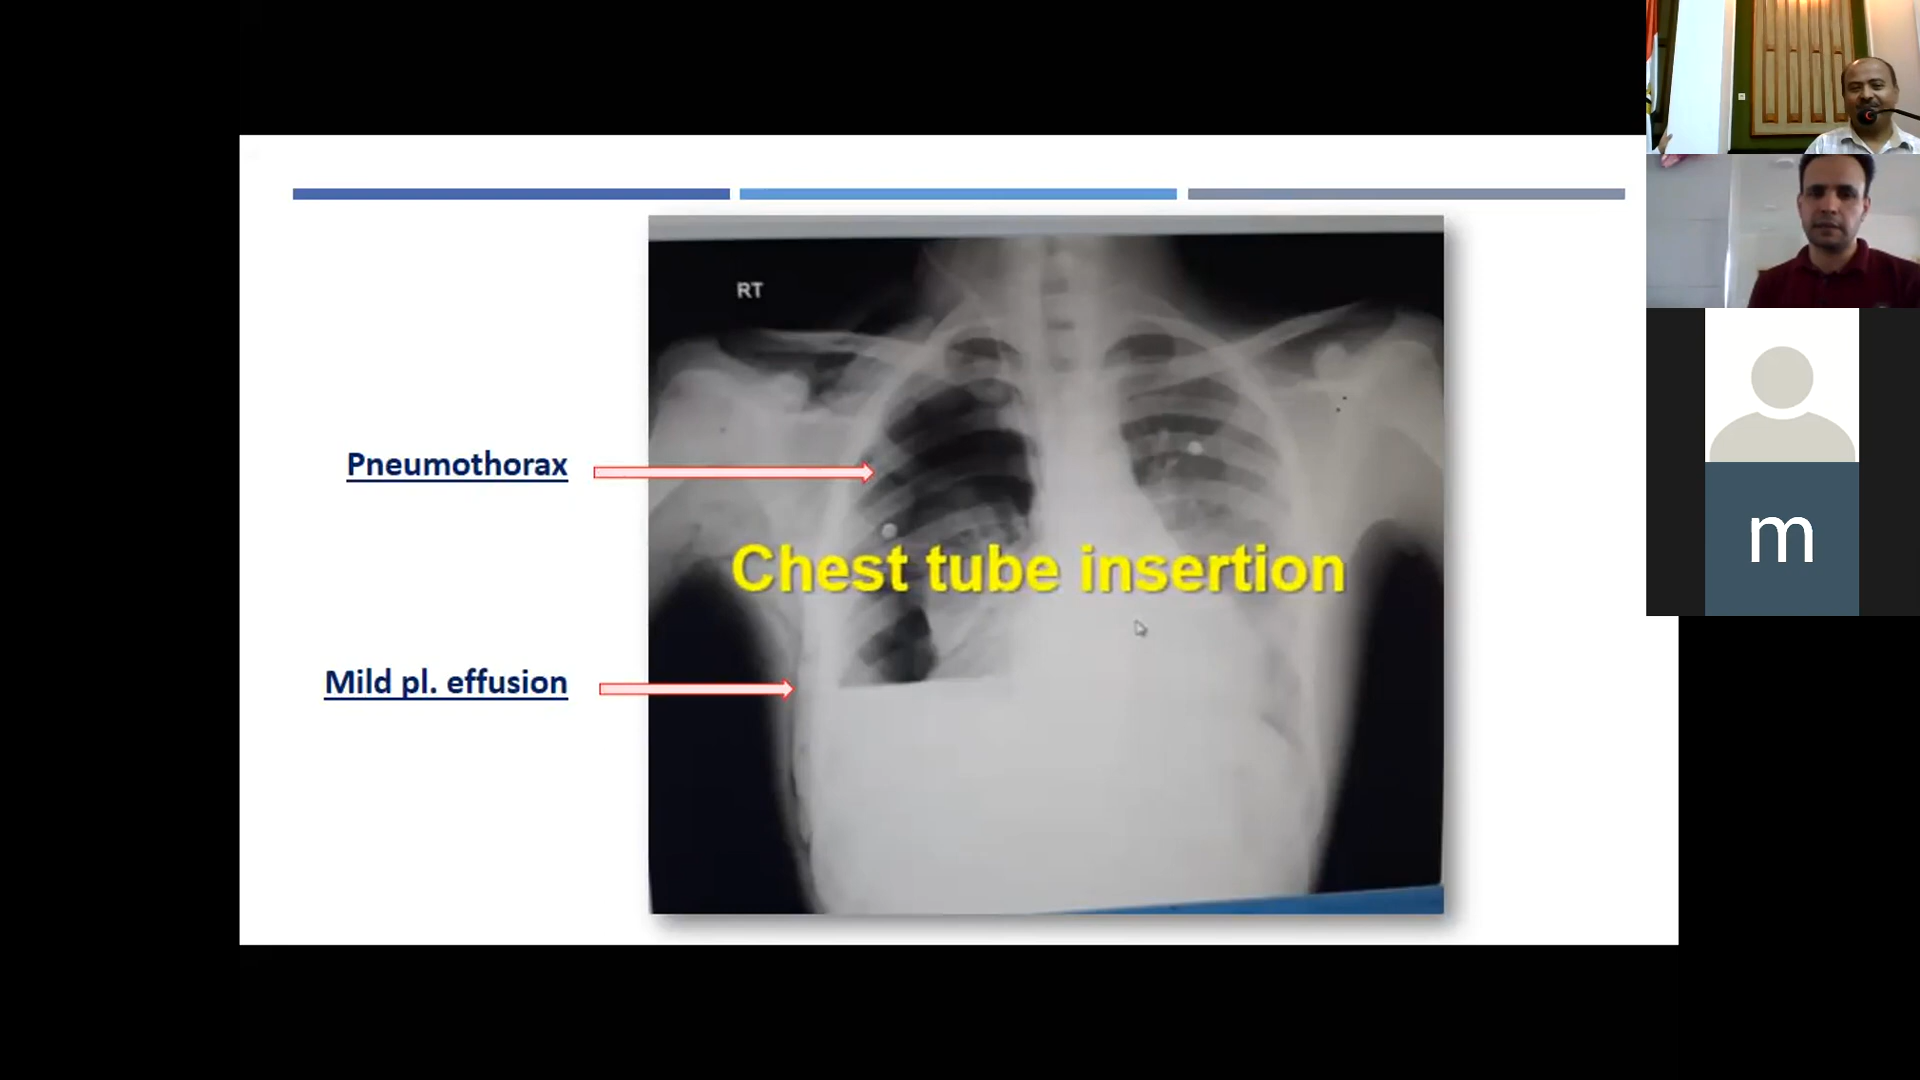 RT
Pneumothorax
Chest tube insertion
Mild pl. effusion
m